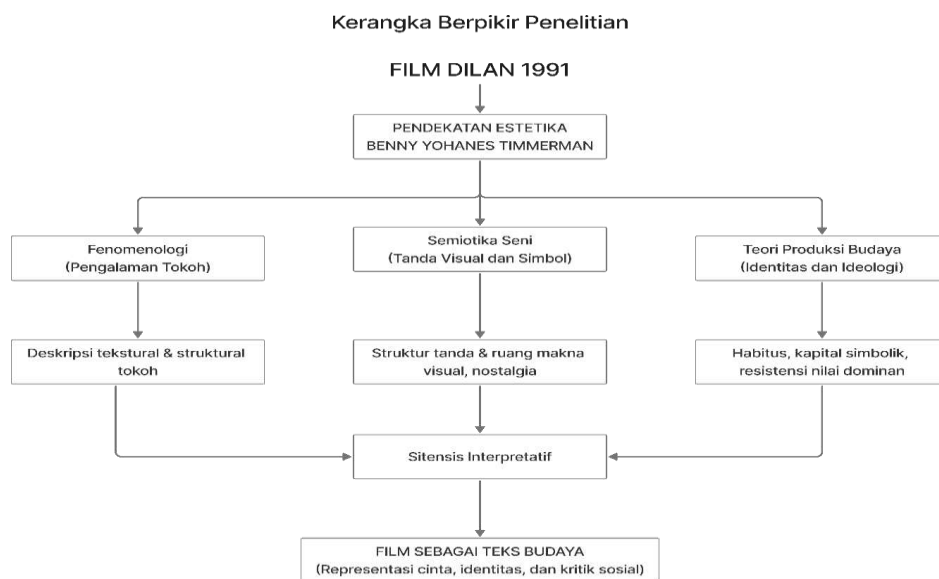 Kerangka Berpikir Penelitian
FILM DILAN 1991
PENDEKATAN ESTETIKA
BENNY YOHANES TIMMERMAN
Fenomenologi
(Pengalaman Tokoh)
Semiotika Seni
(Tanda Visual dan Simbol)
Teori Produksi Budaya
(Identitas dan Ideologi)
Deskripsi tekstural & struktural
tokoh
Struktur tanda & ruang makna
visual, nostalgia
Habitus, kapital simbolik,
resistensi nilai dominan
Sitensis Interpretatif
FILM SEBAGAI TEKS BUDAYA
(Representasi cinta, identitas, dan kritik sosial)